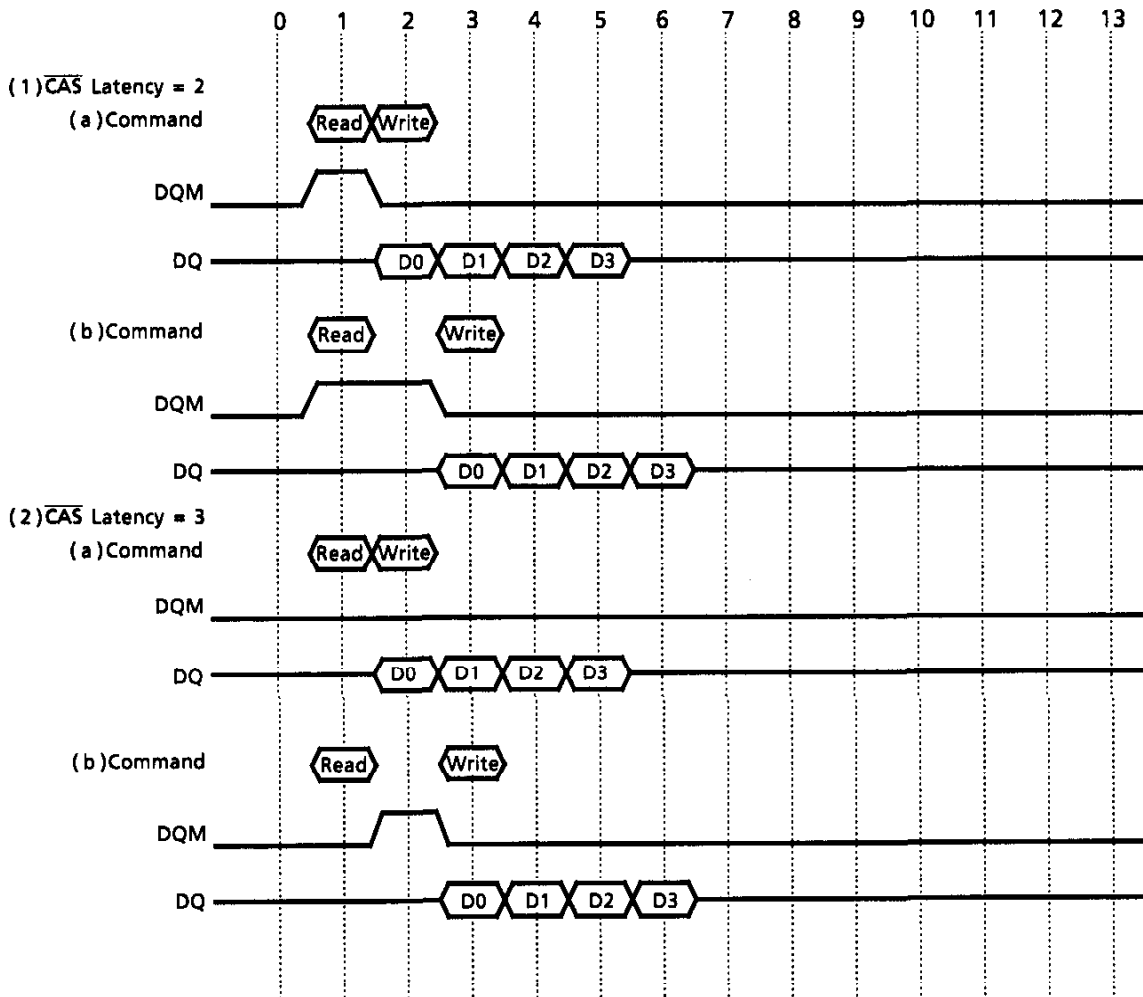 0 1 2 3 4 5 6 7 8 9 10 11 12 13
(1) C̅A̅S̅ Latency = 2
(a) Command Read Write
DQM
DQ D0 D1 D2 D3
(b) Command Read Write
DQM
DQ D0 D1 D2 D3
(2) C̅A̅S̅ Latency = 3
(a) Command Read Write
DQM
DQ D0 D1 D2 D3
(b) Command Read Write
DQM
DQ D0 D1 D2 D3